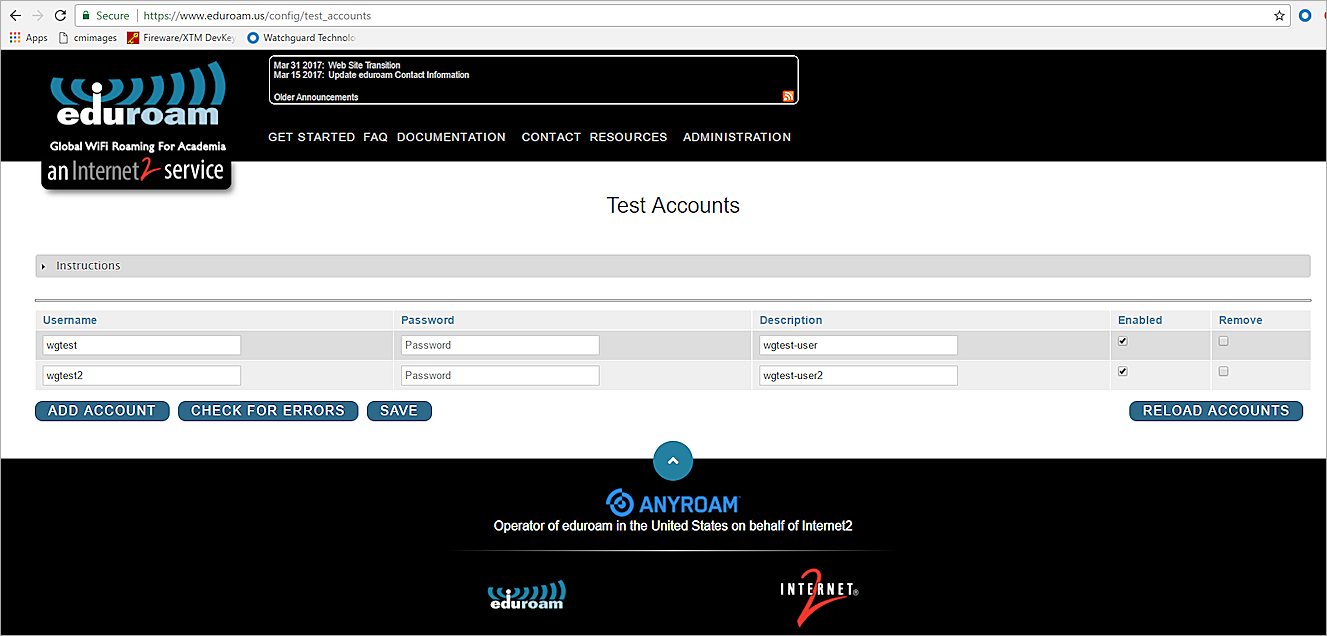 Secure https://www.eduroam.us/config/test_accounts
Apps cmimages Fireware/XTM DevKey Watchguard Technolo
eduroam
Global WiFi Roaming For Academia
an Internet2 service
Mar 31 2017: Web Site Transition
Mar 15 2017: Update eduroam Contact Information
Older Announcements
GET STARTED FAQ DOCUMENTATION CONTACT RESOURCES ADMINISTRATION
Test Accounts
Instructions
Username Password Description Enabled Remove
wgtest Password wgtest-user
wgtest2 Password wgtest-user2
ADD ACCOUNT CHECK FOR ERRORS SAVE RELOAD ACCOUNTS
ANYROAM
Operator of eduroam in the United States on behalf of Internet2
eduroam INTERNET2®